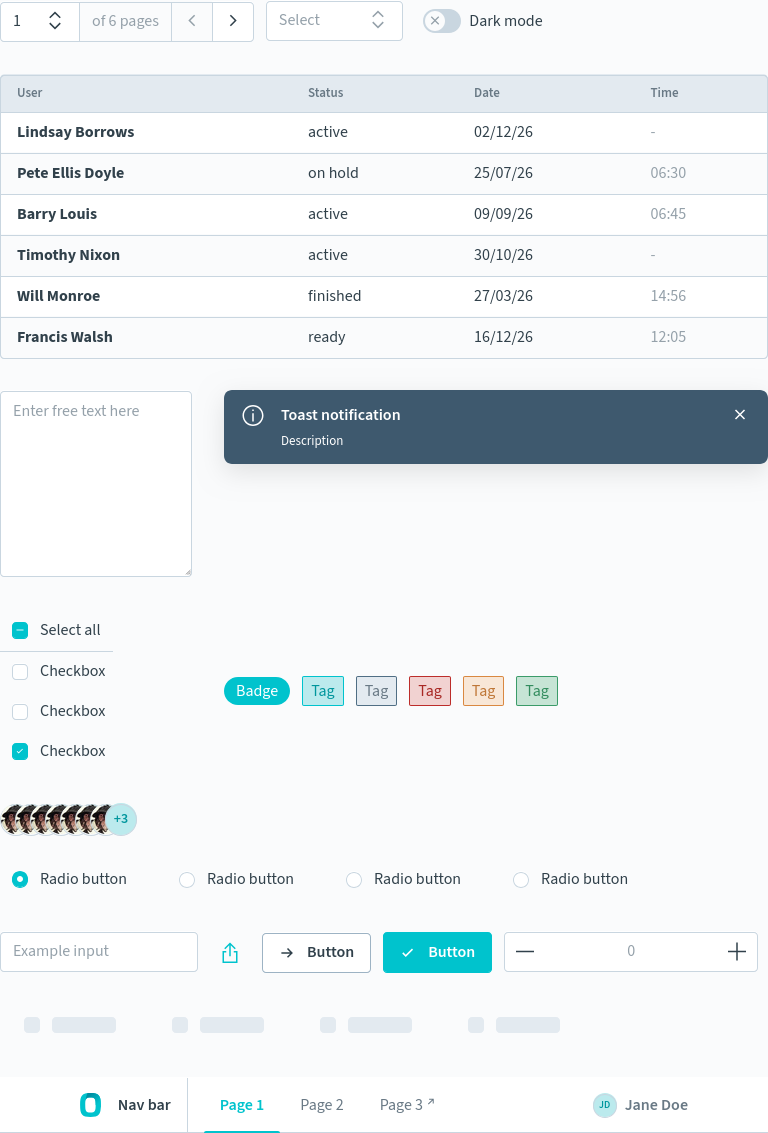 1 of 6 pages Select Dark mode
User Status Date Time
Lindsay Borrows active 02/12/26 -
Pete Ellis Doyle on hold 25/07/26 06:30
Barry Louis active 09/09/26 06:45
Timothy Nixon active 30/10/26 -
Will Monroe finished 27/03/26 14:56
Francis Walsh ready 16/12/26 12:05
Enter free text here
Toast notification
Description
Select all
Checkbox
Checkbox
Checkbox
Badge Tag Tag Tag Tag Tag
+3
Radio button Radio button Radio button Radio button
Example input Button Button 0
Nav bar Page 1 Page 2 Page 3 ↗ JD Jane Doe